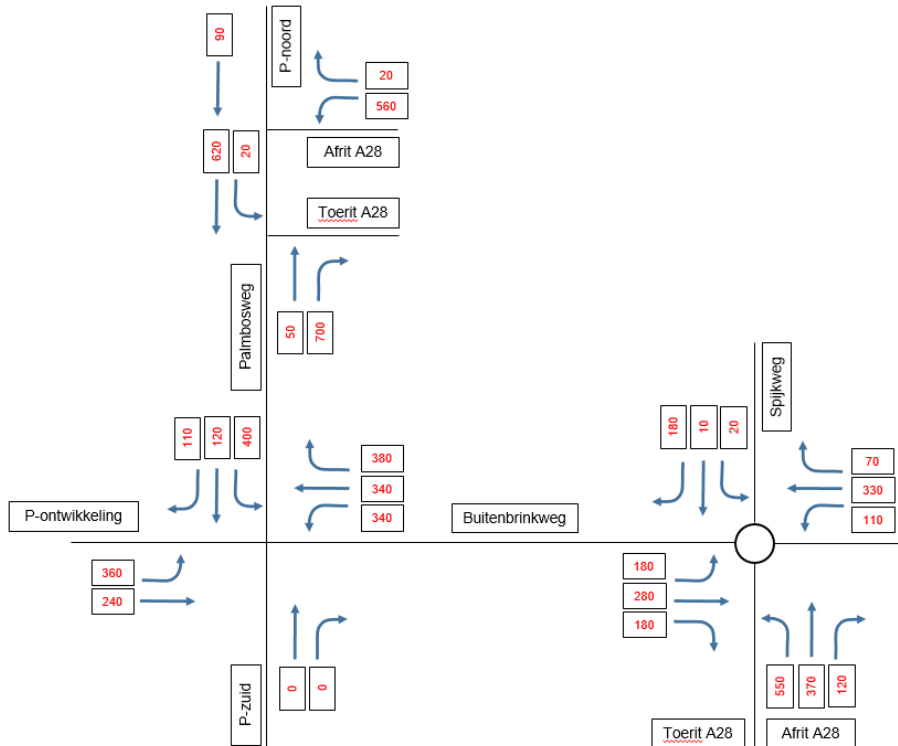 90
P-noord
20
560
620
20
Afrit A28
Toerit A28
Palmbosweg
50
700
Spijkweg
110
120
400
380
340
340
180
10
20
70
330
110
P-ontwikkeling
Buitenbrinkweg
360
240
180
280
180
P-zuid
0
0
550
370
120
Toerit A28
Afrit A28